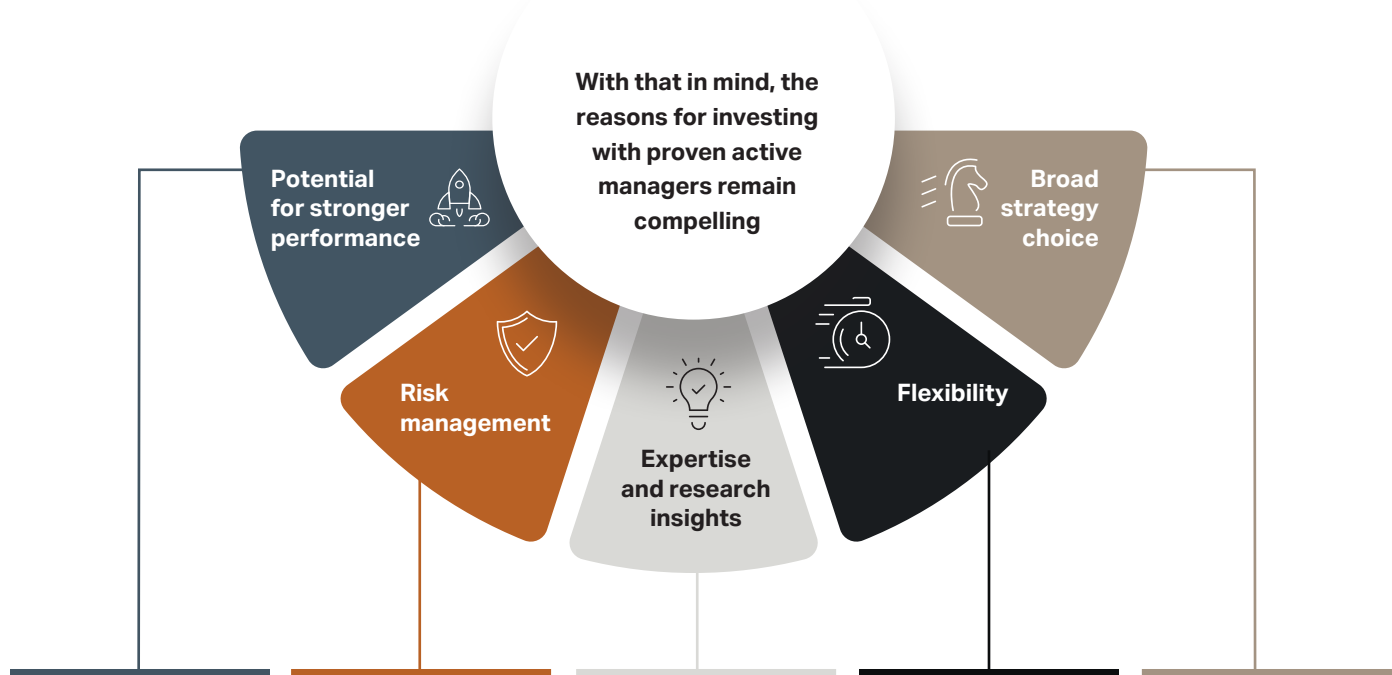 With that in mind, the
reasons for investing
with proven active
managers remain
compelling
Potential
for stronger
performance
Risk
management
Expertise
and research
insights
Flexibility
Broad
strategy
choice